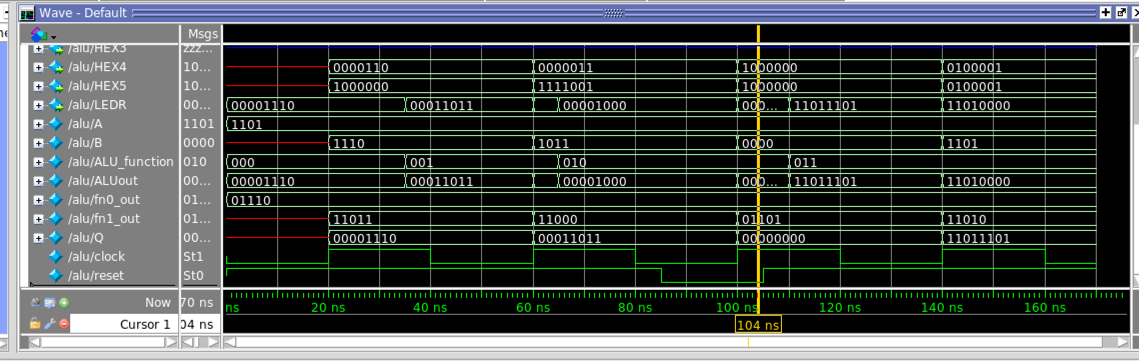 Wave - Default
Msgs
/alu/HEX3 zzz...
/alu/HEX4 10... 0000110 0000011 1000000 0100001
/alu/HEX5 10... 1000000 1111001 1000000 0100001
/alu/LEDR 00... 00001110 00011011 00001000 000... 11011101 11010000
/alu/A 1101 1101
/alu/B 0000 1110 1011 0000 1101
/alu/ALU_function 010 000 001 010 011
/alu/ALUout 00... 00001110 00011011 00001000 000... 11011101 11010000
/alu/fn0_out 01... 01110
/alu/fn1_out 01... 11011 11000 01101 11010
/alu/Q 00... 00001110 00011011 00000000 11011101
/alu/clock St1
/alu/reset St0
Now 70 ns ns 20 ns 40 ns 60 ns 80 ns 100 ns 120 ns 140 ns 160 ns
Cursor 1 04 ns 104 ns